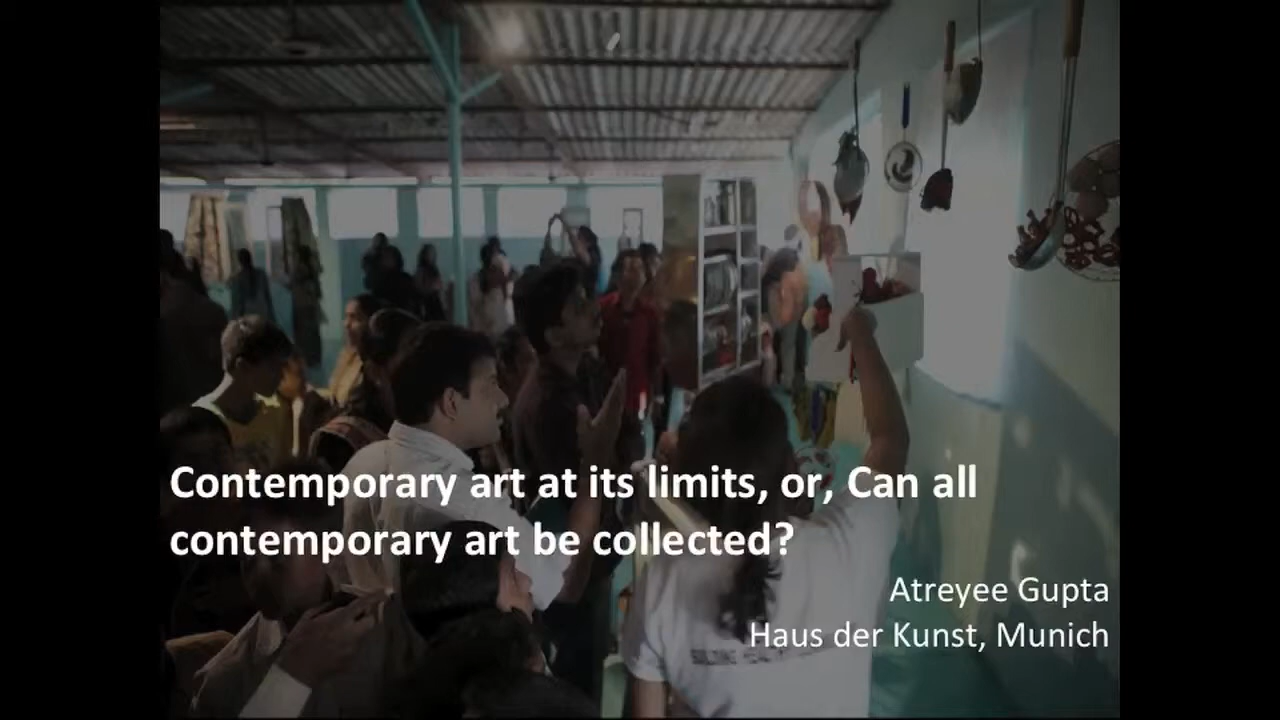 Contemporary art at its limits, or, Can all
contemporary art be collected?
Atreyee Gupta
Haus der Kunst, Munich